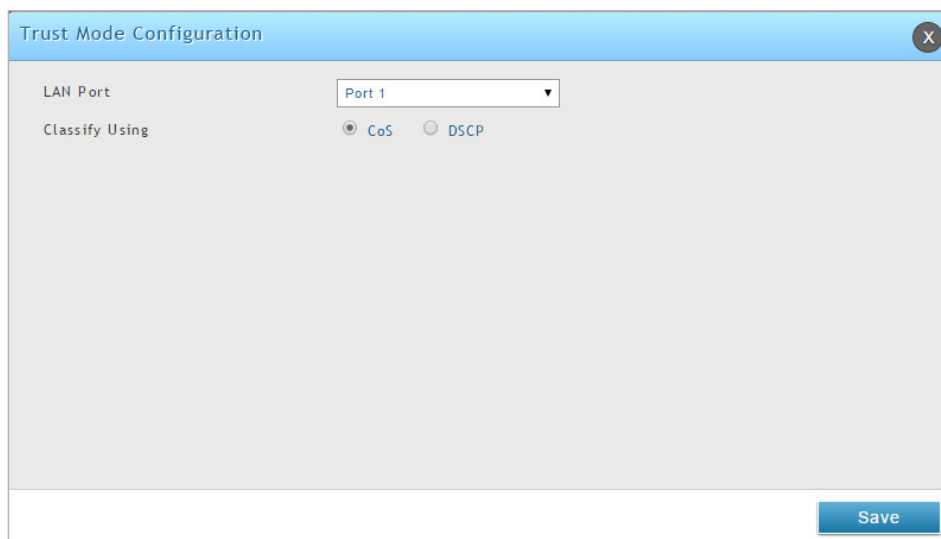 Trust Mode Configuration
X
LAN Port Port 1
Classify Using CoS DSCP
Save